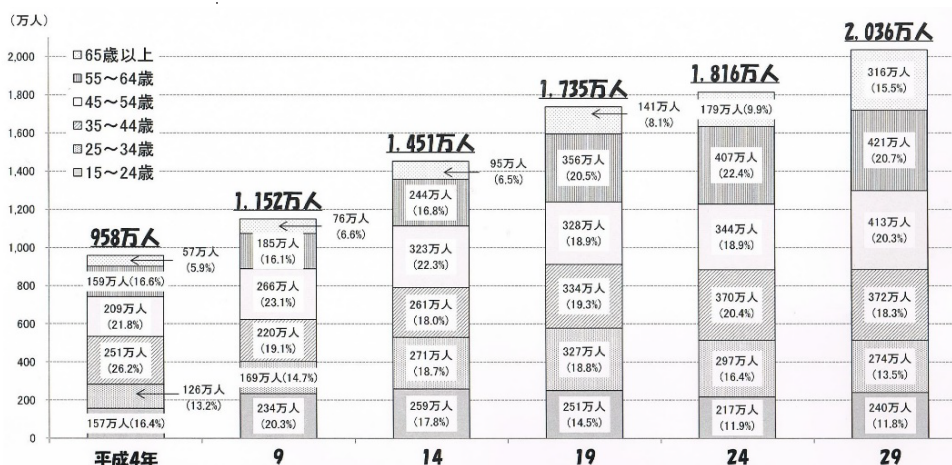 (万人)
2,000
1,800
1,600
1,400
1,200
1,000
800
600
400
200
0
65歳以上
55～64歳
45～54歳
35～44歳
25～34歳
15～24歳
958万人
57万人
(5.9%)
159万人(16.6%)
209万人
(21.8%)
251万人
(26.2%)
126万人
(13.2%)
157万人(16.4%)
平成4年
1,152万人
76万人
(6.6%)
185万人
(16.1%)
266万人
(23.1%)
220万人
(19.1%)
169万人(14.7%)
234万人
(20.3%)
9
1,451万人
95万人
(6.5%)
244万人
(16.8%)
323万人
(22.3%)
261万人
(18.0%)
271万人
(18.7%)
259万人
(17.8%)
14
1,735万人
141万人
(8.1%)
356万人
(20.5%)
328万人
(18.9%)
334万人
(19.3%)
327万人
(18.8%)
251万人
(14.5%)
19
1,816万人
179万人(9.9%)
407万人
(22.4%)
344万人
(18.9%)
370万人
(20.4%)
297万人
(16.4%)
217万人
(11.9%)
24
2,036万人
316万人
(15.5%)
421万人
(20.7%)
413万人
(20.3%)
372万人
(18.3%)
274万人
(13.5%)
240万人
(11.8%)
29